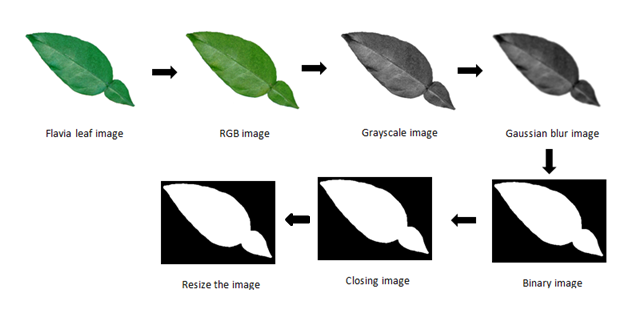 Flavia leaf image
RGB image
Grayscale image
Gaussian blur image
Resize the image
Closing image
Binary image